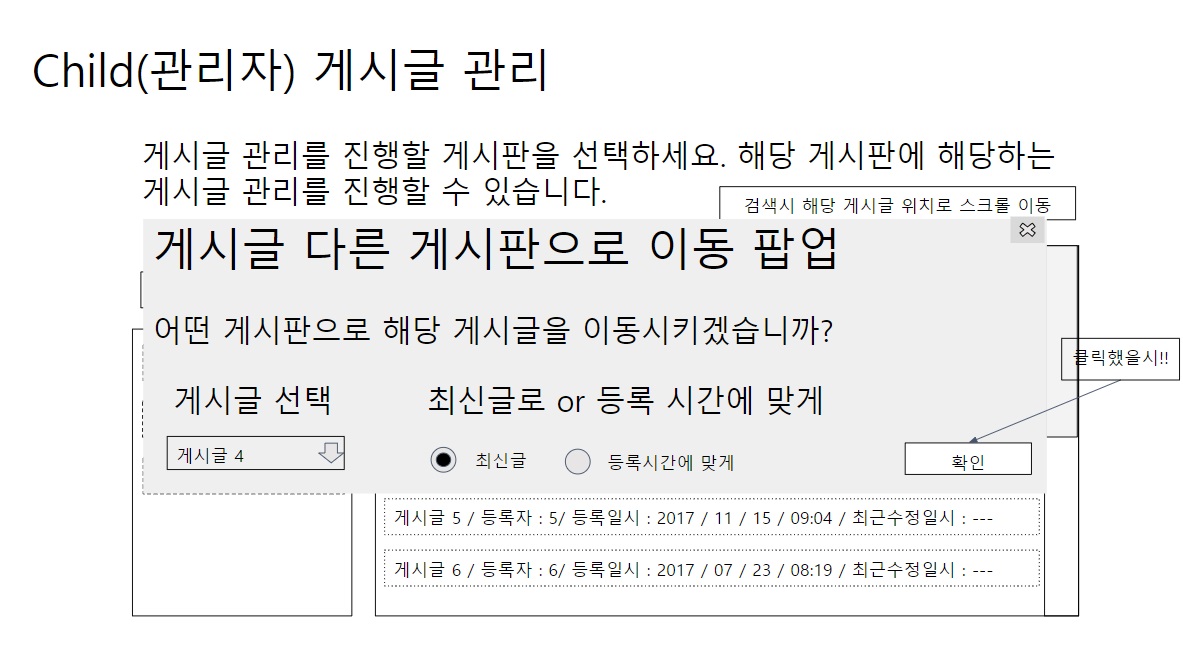 Child(관리자) 게시글 관리
게시글 관리를 진행할 게시판을 선택하세요. 해당 게시판에 해당하는
게시글 관리를 진행할 수 있습니다.
검색시 해당 게시글 위치로 스크롤 이동
게시글 다른 게시판으로 이동 팝업
어떤 게시판으로 해당 게시글을 이동시키겠습니까?
클릭했을시!!
게시글 선택
최신글로 or 등록 시간에 맞게
게시글 4
최신글
등록시간에 맞게
확인
게시글 5 / 등록자 : 5/ 등록일시 : 2017 / 11 / 15 / 09:04 / 최근수정일시 : ---
게시글 6 / 등록자 : 6/ 등록일시 : 2017 / 07 / 23 / 08:19 / 최근수정일시 : ---